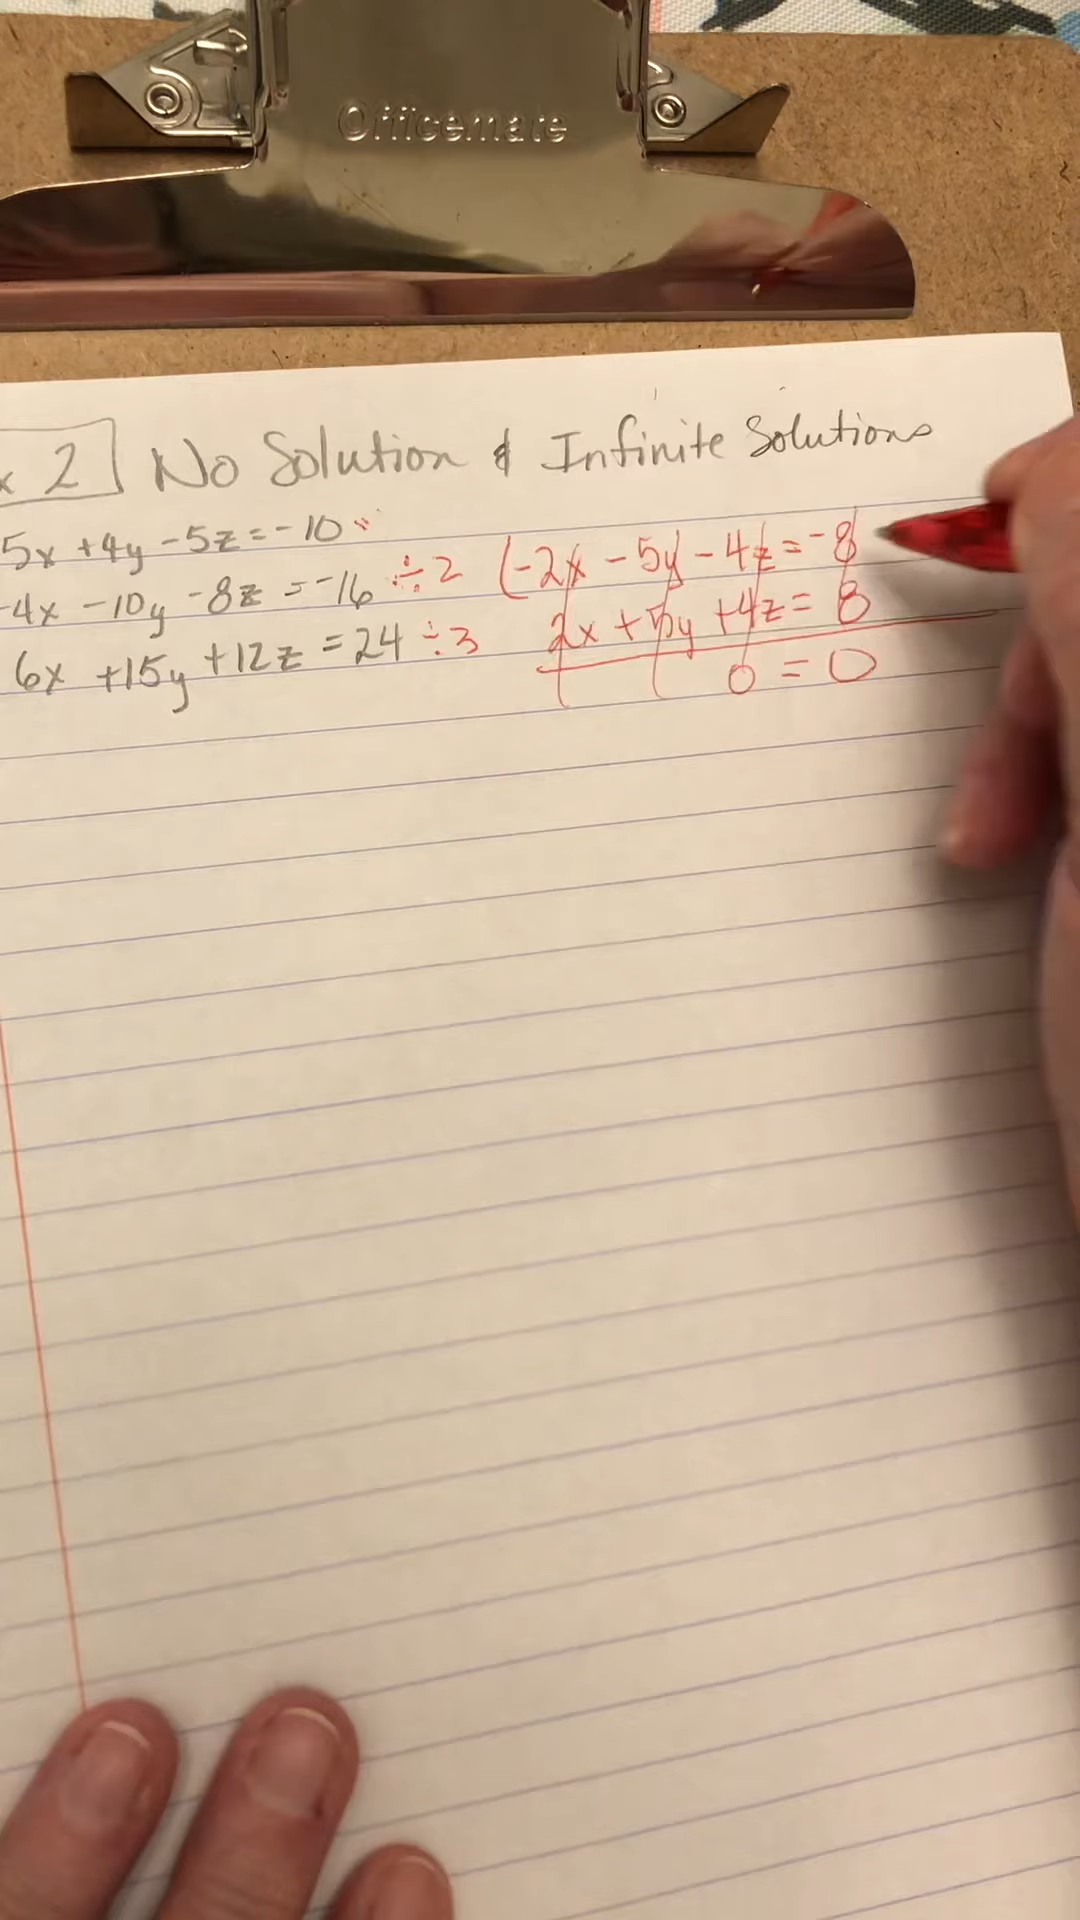 Officemate
x 2 No Solution & Infinite Solutions
5x +4y -5z = -10
-4x -10y -8z = -16 ÷ 2 (-2x - 5y - 4z = -8
6x +15y +12z = 24 ÷ 3 2x + 5y + 4z = 8
0 = 0